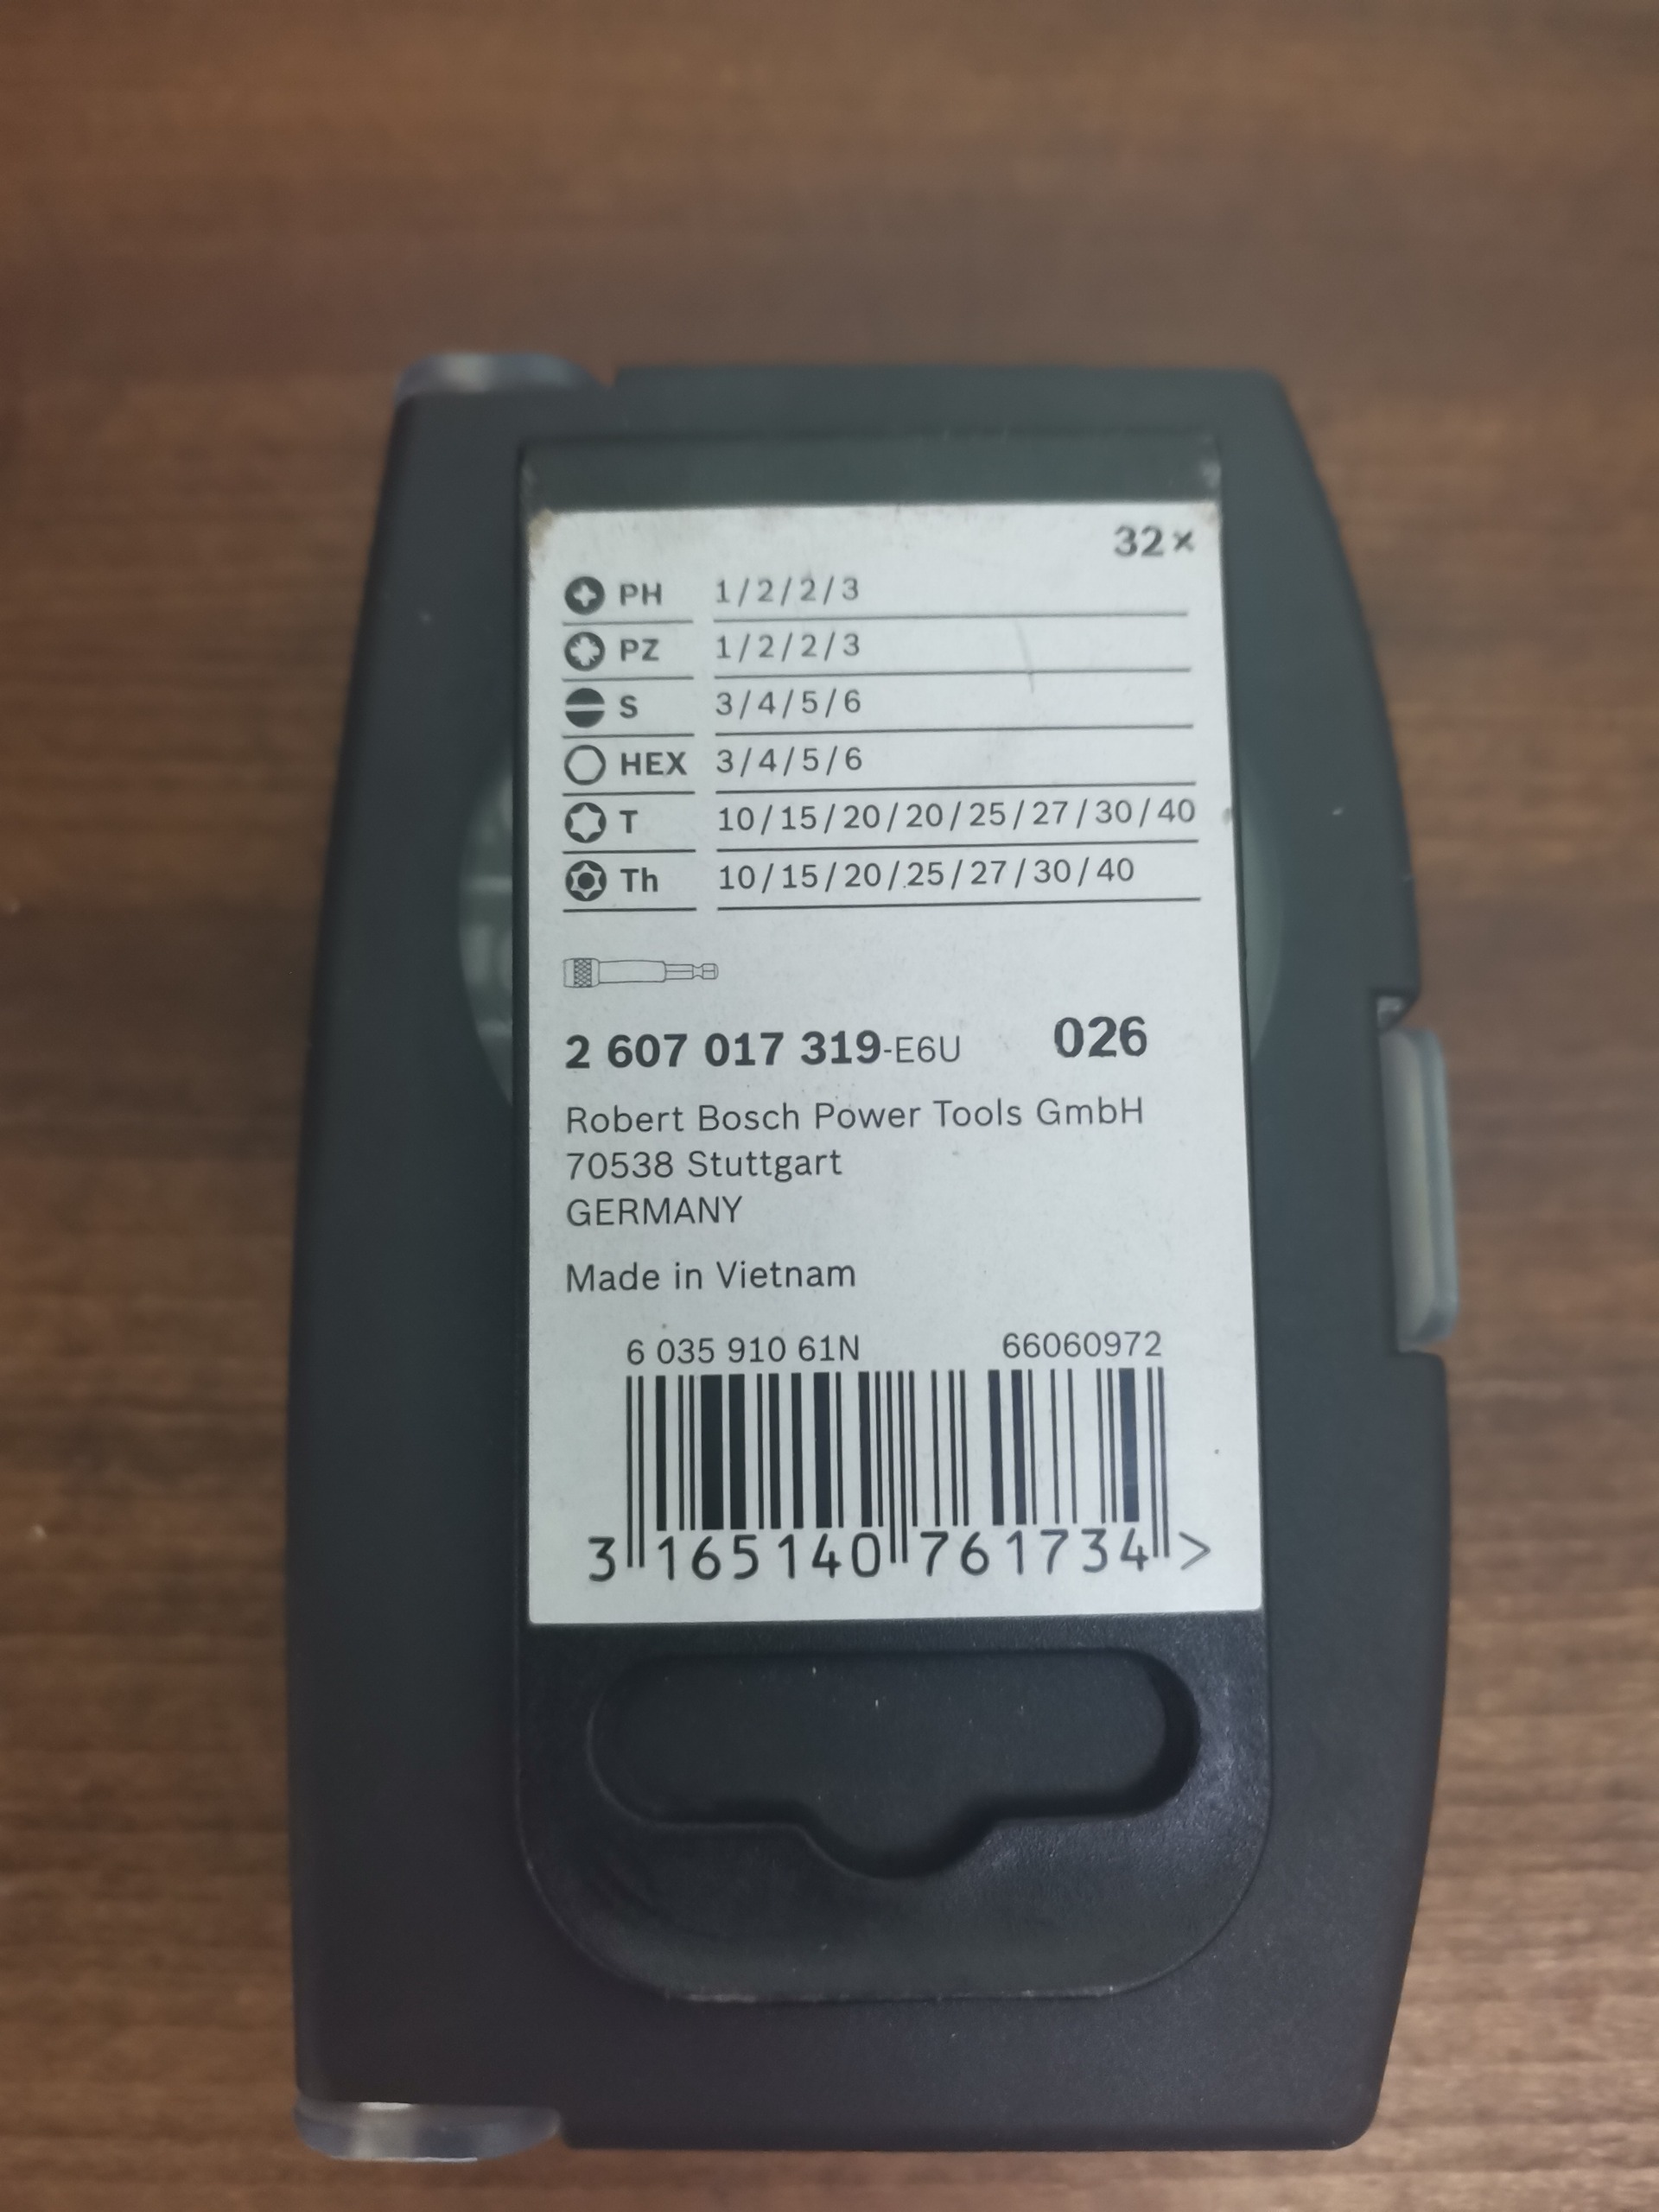 32×
PH 1/2/2/3
PZ 1/2/2/3
S 3/4/5/6
HEX 3/4/5/6
T 10/15/20/20/25/27/30/40
Th 10/15/20/25/27/30/40
2 607 017 319-E6U 026
Robert Bosch Power Tools GmbH
70538 Stuttgart
GERMANY
Made in Vietnam
6 035 910 61N 66060972
3 165140 761734 >